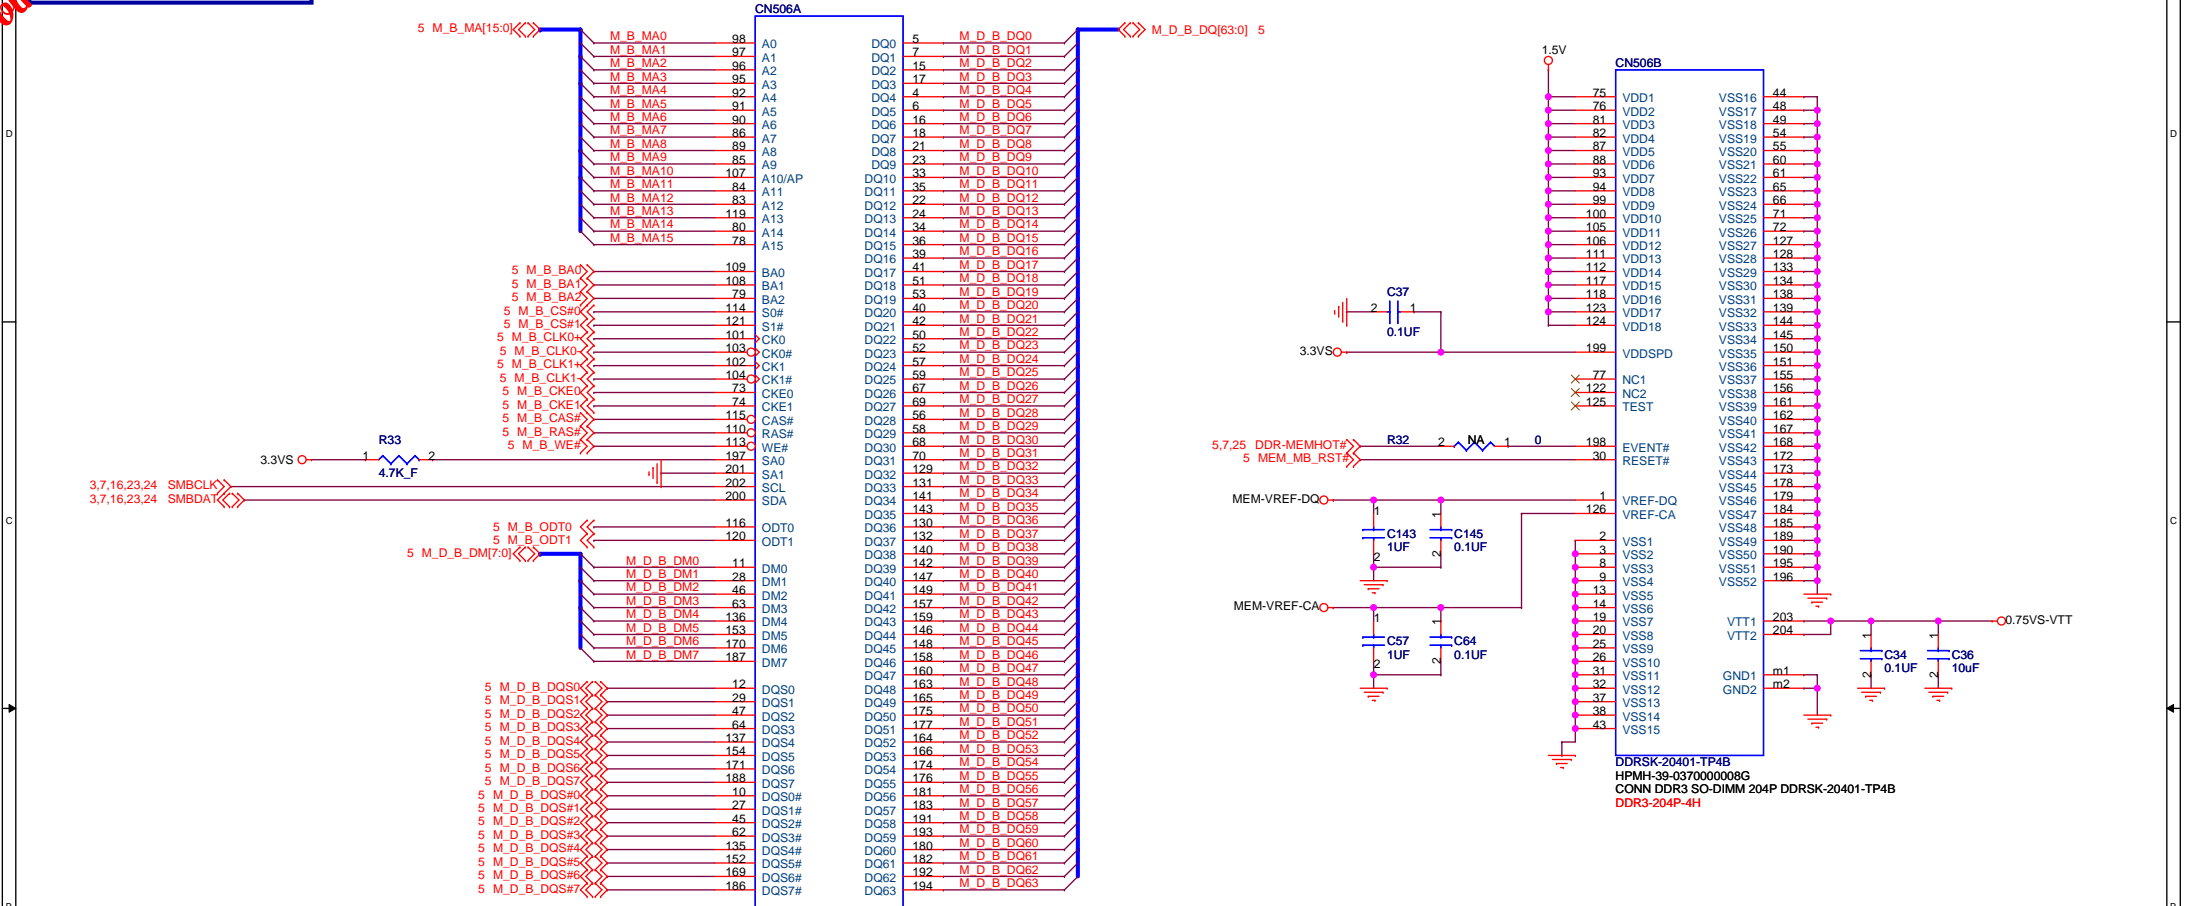 CN506A
5 M_B_MA[15:0]
M_B_MA0 98 A0
M_B_MA1 97 A1
M_B_MA2 96 A2
M_B_MA3 95 A3
M_B_MA4 92 A4
M_B_MA5 91 A5
M_B_MA6 90 A6
M_B_MA7 86 A7
M_B_MA8 89 A8
M_B_MA9 85 A9
M_B_MA10 107 A10/AP
M_B_MA11 84 A11
M_B_MA12 83 A12
M_B_MA13 119 A13
M_B_MA14 80 A14
M_B_MA15 78 A15
5 M_B_BA0 109 BA0
5 M_B_BA1 108 BA1
5 M_B_BA2 79 BA2
5 M_B_CS#0 114 S0#
5 M_B_CS#1 121 S1#
5 M_B_CLK0+ 101 CK0
5 M_B_CLK0- 103 CK0#
5 M_B_CLK1+ 102 CK1
5 M_B_CLK1- 104 CK1#
5 M_B_CKE0 73 CKE0
5 M_B_CKE1 74 CKE1
5 M_B_CAS# 115 CAS#
5 M_B_RAS# 110 RAS#
5 M_B_WE# 113 WE#
R33
3.3VS 1 2 197 SA0
4.7K_F
201 SA1
3,7,16,23,24 SMBCLK 202 SCL
3,7,16,23,24 SMBDAT 200 SDA
5 M_B_ODT0 116 ODT0
5 M_B_ODT1 120 ODT1
5 M_D_B_DM[7:0]
M_D_B_DM0 11 DM0
M_D_B_DM1 28 DM1
M_D_B_DM2 46 DM2
M_D_B_DM3 63 DM3
M_D_B_DM4 136 DM4
M_D_B_DM5 153 DM5
M_D_B_DM6 170 DM6
M_D_B_DM7 187 DM7
5 M_D_B_DQS0 12 DQS0
5 M_D_B_DQS1 29 DQS1
5 M_D_B_DQS2 47 DQS2
5 M_D_B_DQS3 64 DQS3
5 M_D_B_DQS4 137 DQS4
5 M_D_B_DQS5 154 DQS5
5 M_D_B_DQS6 171 DQS6
5 M_D_B_DQS7 188 DQS7
5 M_D_B_DQS#0 10 DQS0#
5 M_D_B_DQS#1 27 DQS1#
5 M_D_B_DQS#2 45 DQS2#
5 M_D_B_DQS#3 62 DQS3#
5 M_D_B_DQS#4 135 DQS4#
5 M_D_B_DQS#5 152 DQS5#
5 M_D_B_DQS#6 169 DQS6#
5 M_D_B_DQS#7 186 DQS7#
M_D_B_DQ[63:0] 5
DQ0 5 M_D_B_DQ0
DQ1 7 M_D_B_DQ1
DQ2 15 M_D_B_DQ2
DQ3 17 M_D_B_DQ3
DQ4 4 M_D_B_DQ4
DQ5 6 M_D_B_DQ5
DQ6 16 M_D_B_DQ6
DQ7 18 M_D_B_DQ7
DQ8 21 M_D_B_DQ8
DQ9 23 M_D_B_DQ9
DQ10 33 M_D_B_DQ10
DQ11 35 M_D_B_DQ11
DQ12 22 M_D_B_DQ12
DQ13 24 M_D_B_DQ13
DQ14 34 M_D_B_DQ14
DQ15 36 M_D_B_DQ15
DQ16 39 M_D_B_DQ16
DQ17 41 M_D_B_DQ17
DQ18 51 M_D_B_DQ18
DQ19 53 M_D_B_DQ19
DQ20 40 M_D_B_DQ20
DQ21 42 M_D_B_DQ21
DQ22 50 M_D_B_DQ22
DQ23 52 M_D_B_DQ23
DQ24 57 M_D_B_DQ24
DQ25 59 M_D_B_DQ25
DQ26 67 M_D_B_DQ26
DQ27 69 M_D_B_DQ27
DQ28 56 M_D_B_DQ28
DQ29 58 M_D_B_DQ29
DQ30 68 M_D_B_DQ30
DQ31 70 M_D_B_DQ31
DQ32 129 M_D_B_DQ32
DQ33 131 M_D_B_DQ33
DQ34 141 M_D_B_DQ34
DQ35 143 M_D_B_DQ35
DQ36 130 M_D_B_DQ36
DQ37 132 M_D_B_DQ37
DQ38 140 M_D_B_DQ38
DQ39 142 M_D_B_DQ39
DQ40 147 M_D_B_DQ40
DQ41 149 M_D_B_DQ41
DQ42 157 M_D_B_DQ42
DQ43 159 M_D_B_DQ43
DQ44 146 M_D_B_DQ44
DQ45 148 M_D_B_DQ45
DQ46 158 M_D_B_DQ46
DQ47 160 M_D_B_DQ47
DQ48 163 M_D_B_DQ48
DQ49 165 M_D_B_DQ49
DQ50 175 M_D_B_DQ50
DQ51 177 M_D_B_DQ51
DQ52 164 M_D_B_DQ52
DQ53 166 M_D_B_DQ53
DQ54 174 M_D_B_DQ54
DQ55 176 M_D_B_DQ55
DQ56 181 M_D_B_DQ56
DQ57 183 M_D_B_DQ57
DQ58 191 M_D_B_DQ58
DQ59 193 M_D_B_DQ59
DQ60 180 M_D_B_DQ60
DQ61 182 M_D_B_DQ61
DQ62 192 M_D_B_DQ62
DQ63 194 M_D_B_DQ63
1.5V
CN506B
75 VDD1 VSS16 44
76 VDD2 VSS17 48
81 VDD3 VSS18 49
82 VDD4 VSS19 54
87 VDD5 VSS20 55
88 VDD6 VSS21 60
93 VDD7 VSS22 61
94 VDD8 VSS23 65
99 VDD9 VSS24 66
100 VDD10 VSS25 71
105 VDD11 VSS26 72
106 VDD12 VSS27 127
111 VDD13 VSS28 128
112 VDD14 VSS29 133
117 VDD15 VSS30 134
118 VDD16 VSS31 138
123 VDD17 VSS32 139
124 VDD18 VSS33 144
VSS34 145
C37
2 1
0.1UF
3.3VS 199 VDDSPD VSS35 150
VSS36 151
77 NC1 VSS37 155
122 NC2 VSS38 156
125 TEST VSS39 161
VSS40 162
VSS41 167
5,7,25 DDR-MEMHOT# R32 2 NA 1 0 198 EVENT# VSS42 168
5 MEM_MB_RST# 30 RESET# VSS43 172
VSS44 173
VSS45 178
MEM-VREF-DQ 1 VREF-DQ VSS46 179
126 VREF-CA VSS47 184
VSS48 185
1 C143 1UF 2
1 C145 0.1UF 2
2 VSS1 VSS49 189
3 VSS2 VSS50 190
8 VSS3 VSS51 195
9 VSS4 VSS52 196
13 VSS5
MEM-VREF-CA 14 VSS6
1 C57 1UF 2
1 C64 0.1UF 2
19 VSS7 VTT1 203 0.75VS-VTT
20 VSS8 VTT2 204
1 C34 0.1UF 2
1 C36 10uF 2
25 VSS9
26 VSS10
31 VSS11 GND1 m1
32 VSS12 GND2 m2
37 VSS13
38 VSS14
43 VSS15
DDRSK-20401-TP4B
HPMH-39-0370000008G
CONN DDR3 SO-DIMM 204P DDRSK-20401-TP4B
DDR3-204P-4H
D
D
C
C